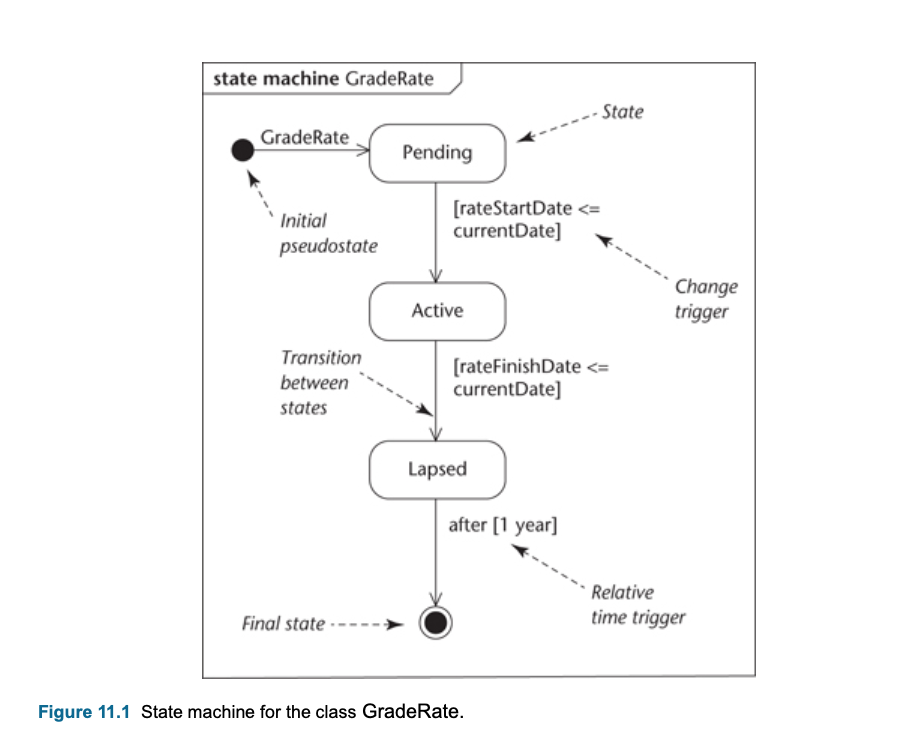 state machine GradeRate
State
GradeRate
Pending
Initial
pseudostate
[rateStartDate <=
currentDate]
Change
trigger
Active
Transition
between
states
[rateFinishDate <=
currentDate]
Lapsed
after [1 year]
Relative
time trigger
Final state
Figure 11.1 State machine for the class GradeRate.